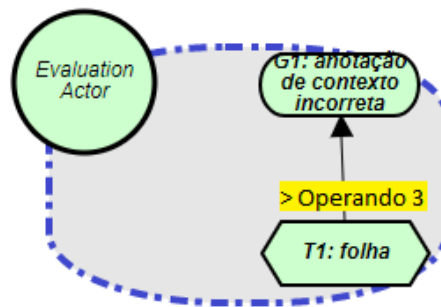 Evaluation
Actor
G1: anotação
de contexto
incorreta
> Operando 3
T1: folha